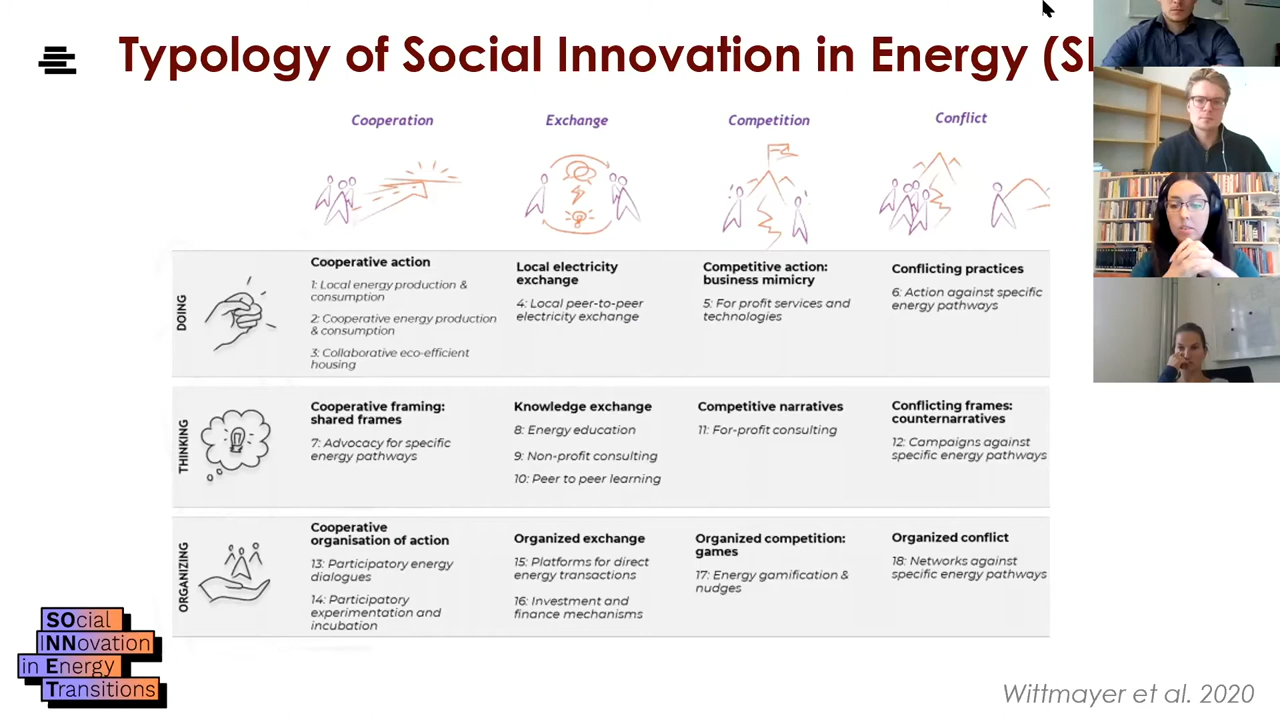 Typology of Social Innovation in Energy (SI
Cooperation
Exchange
Competition
Conflict
DOING
Cooperative action
1: Local energy production &
consumption
2: Cooperative energy production
& consumption
3: Collaborative eco-efficient
housing
Local electricity
exchange
4: Local peer-to-peer
electricity exchange
Competitive action:
business mimicry
5: For profit services and
technologies
Conflicting practices
6: Action against specific
energy pathways
THINKING
Cooperative framing:
shared frames
7: Advocacy for specific
energy pathways
Knowledge exchange
8: Energy education
9: Non-profit consulting
10: Peer to peer learning
Competitive narratives
11: For-profit consulting
Conflicting frames:
counternarratives
12: Campaigns against
specific energy pathways
ORGANIZING
Cooperative
organisation of action
13: Participatory energy
dialogues
14: Participatory
experimentation and
incubation
Organized exchange
15: Platforms for direct
energy transactions
16: Investment and
finance mechanisms
Organized competition:
games
17: Energy gamification &
nudges
Organized conflict
18: Networks against
specific energy pathways
SOcial
INNovation
in Energy
Transitions
Wittmayer et al. 2020